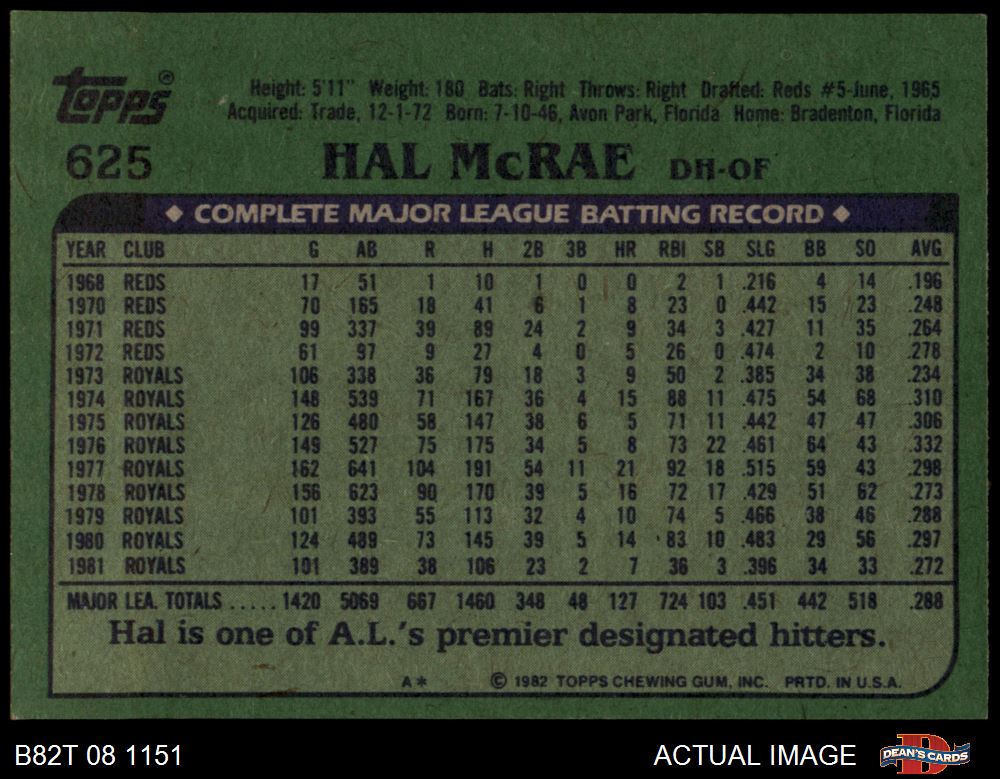 Topps®
Height: 5'11" Weight: 180 Bats: Right Throws: Right Drafted: Reds #5-June, 1965
Acquired: Trade, 12-1-72 Born: 7-10-46, Avon Park, Florida Home: Bradenton, Florida
625 HAL McRAE DH-OF
◆ COMPLETE MAJOR LEAGUE BATTING RECORD ◆
YEAR CLUB G AB R H 2B 3B HR RBI SB SLG BB SO AVG
1968 REDS 17 51 1 10 1 0 0 2 1 .216 4 14 .196
1970 REDS 70 165 18 41 6 1 8 23 0 .442 15 23 .248
1971 REDS 99 337 39 89 24 2 9 34 3 .427 11 35 .264
1972 REDS 61 97 9 27 4 0 5 26 0 .474 2 10 .278
1973 ROYALS 106 338 36 79 18 3 9 50 2 .385 34 38 .234
1974 ROYALS 148 539 71 167 36 4 15 88 11 .475 54 68 .310
1975 ROYALS 126 480 58 147 38 6 5 71 11 .442 47 47 .306
1976 ROYALS 149 527 75 175 34 5 8 73 22 .461 64 43 .332
1977 ROYALS 162 641 104 191 54 11 21 92 18 .515 59 43 .298
1978 ROYALS 156 623 90 170 39 5 16 72 17 .429 51 62 .273
1979 ROYALS 101 393 55 113 32 4 10 74 5 .466 38 46 .288
1980 ROYALS 124 489 73 145 39 5 14 83 10 .483 29 56 .297
1981 ROYALS 101 389 38 106 23 2 7 36 3 .396 34 33 .272
MAJOR LEA. TOTALS ..... 1420 5069 667 1460 348 48 127 724 103 .451 442 518 .288
Hal is one of A.L.'s premier designated hitters.
A* © 1982 TOPPS CHEWING GUM, INC. PRTD. IN U.S.A.
B82T 08 1151 ACTUAL IMAGE DEAN'S CARDS